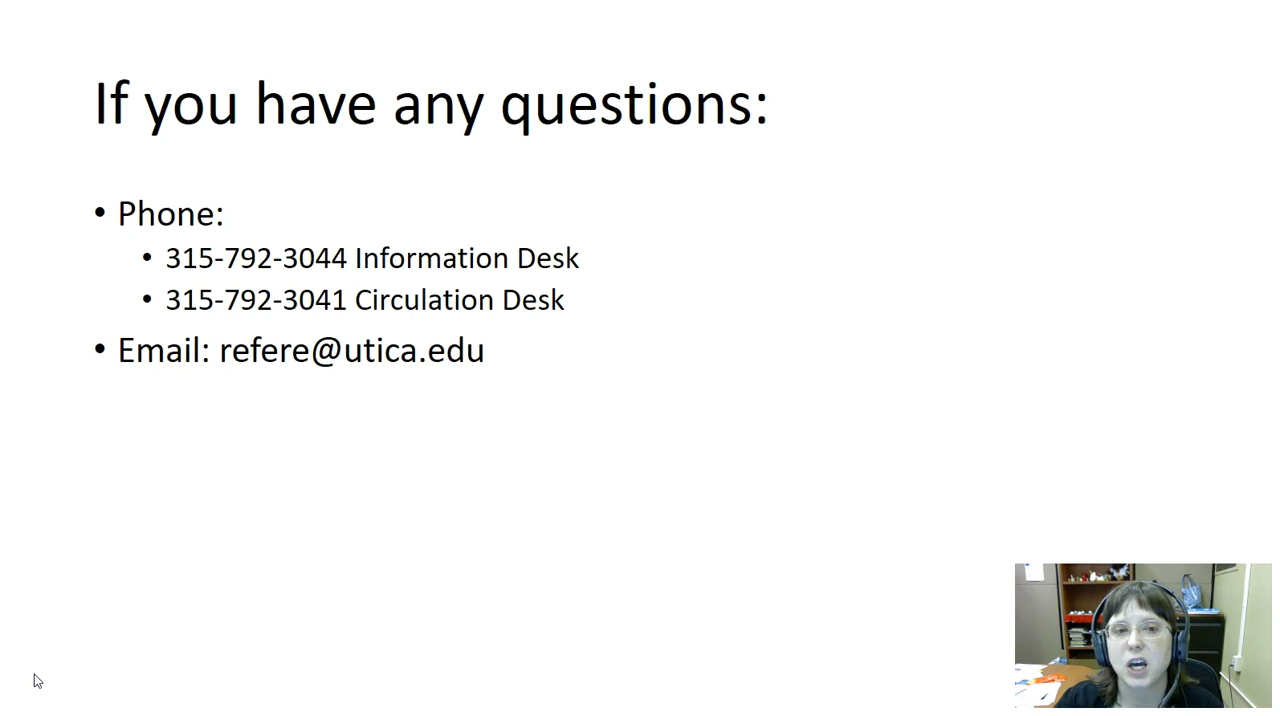 If you have any questions:
• Phone:
• 315-792-3044 Information Desk
• 315-792-3041 Circulation Desk
• Email: refere@utica.edu